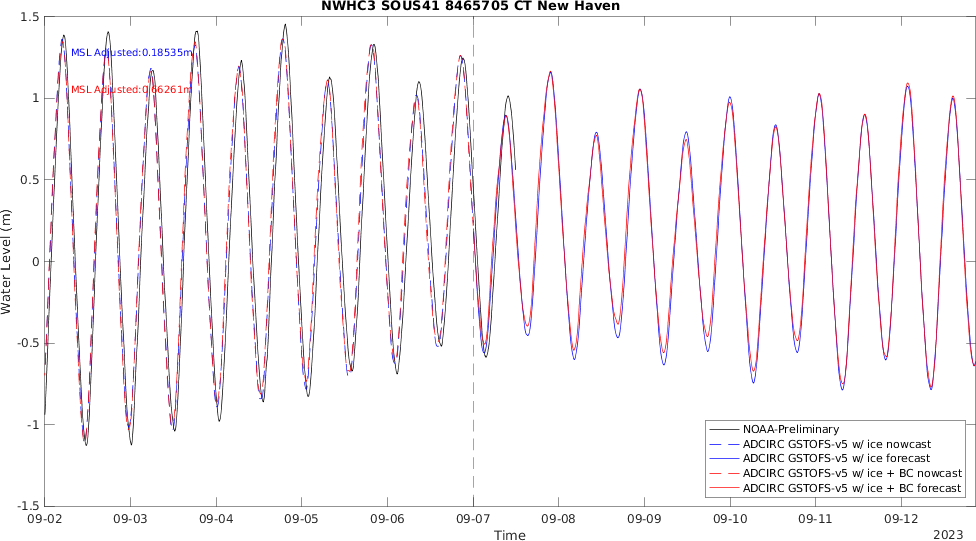 NWHC3 SOUS41 8465705 CT New Haven
1.5
MSL Adjusted:0.18535m
MSL Adjusted:0.66261m
1
0.5
0
-0.5
-1
-1.5
Water Level (m)
NOAA-Preliminary
ADCIRC GSTOFS-v5 w/ ice nowcast
ADCIRC GSTOFS-v5 w/ ice forecast
ADCIRC GSTOFS-v5 w/ ice + BC nowcast
ADCIRC GSTOFS-v5 w/ ice + BC forecast
09-02 09-03 09-04 09-05 09-06 09-07 09-08 09-09 09-10 09-11 09-12
Time
2023